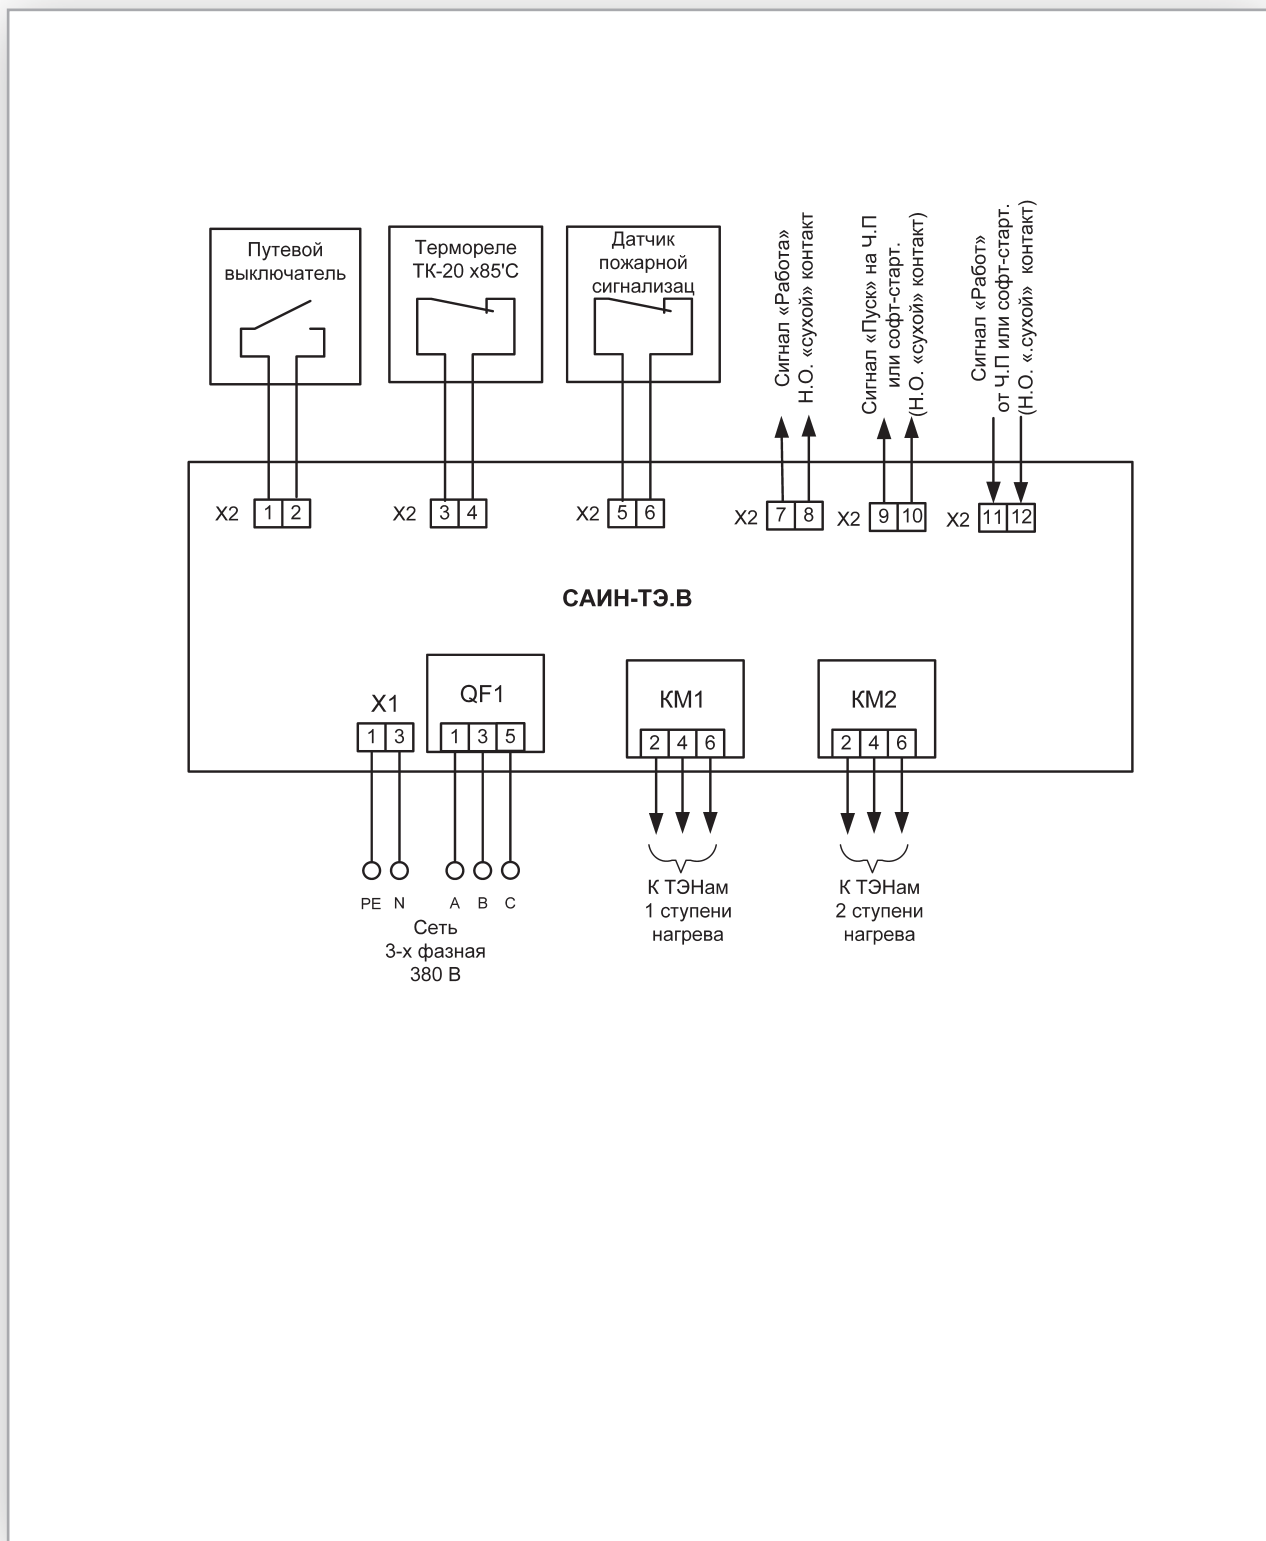 Путевой
выключатель
Термореле
ТК-20 х85'С
Датчик
пожарной
сигнализац
Сигнал «Работа»
Н.О. «сухой» контакт
Сигнал «Пуск» на Ч.П
или софт-старт.
(Н.О. «сухой» контакт)
Сигнал «Работ»
от Ч.П или софт-старт.
(Н.О. «.сухой» контакт)
X2 1 2
X2 3 4
X2 5 6
X2 7 8
X2 9 10
X2 11 12
САИН-ТЭ.В
X1
1 3
QF1
1 3 5
КМ1
2 4 6
КМ2
2 4 6
PE N A B C
Сеть
3-х фазная
380 В
К ТЭНам
1 ступени
нагрева
К ТЭНам
2 ступени
нагрева